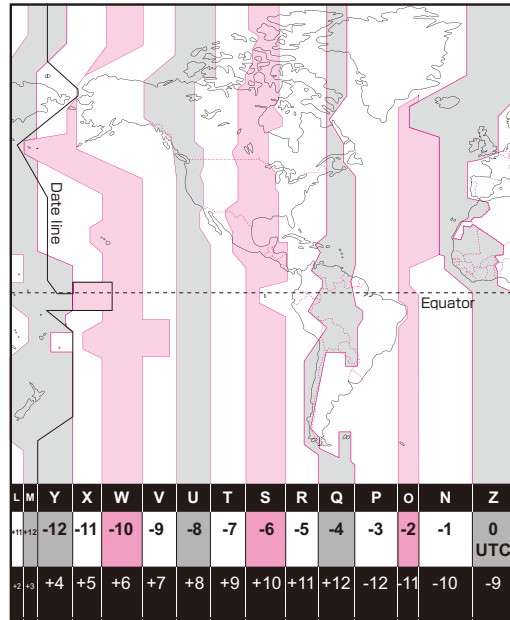 Date line
Equator
L M Y X W V U T S R Q P O N Z
+11 +12 -12 -11 -10 -9 -8 -7 -6 -5 -4 -3 -2 -1 0
UTC
+2 +3 +4 +5 +6 +7 +8 +9 +10 +11 +12 -12 -11 -10 -9